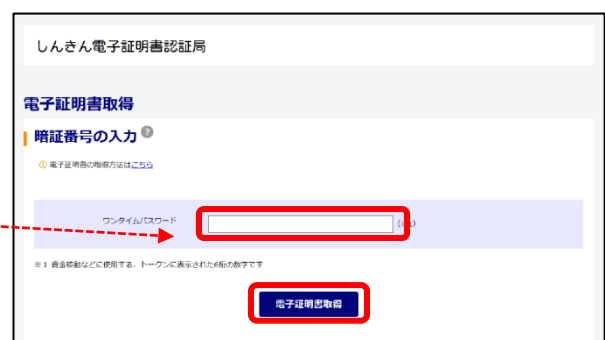 しんきん電子証明書認証局
電子証明書取得
暗証番号の入力 ?
電子証明書の取得方法はこちら
ワンタイムパスワード
※1 資金移動などに使用する、トークンに表示された6桁の数字です
電子証明書取得